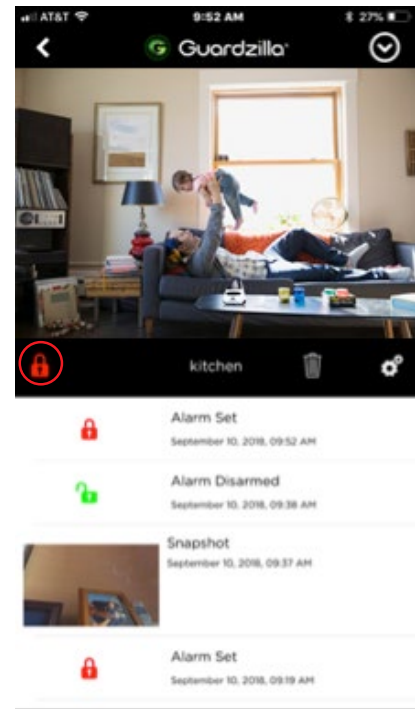 AT&T 9:52 AM 27%
G Guardzilla
kitchen
Alarm Set
September 10, 2018, 09:52 AM
Alarm Disarmed
September 10, 2018, 09:38 AM
Snapshot
September 10, 2018, 09:37 AM
Alarm Set
September 10, 2018, 09:19 AM